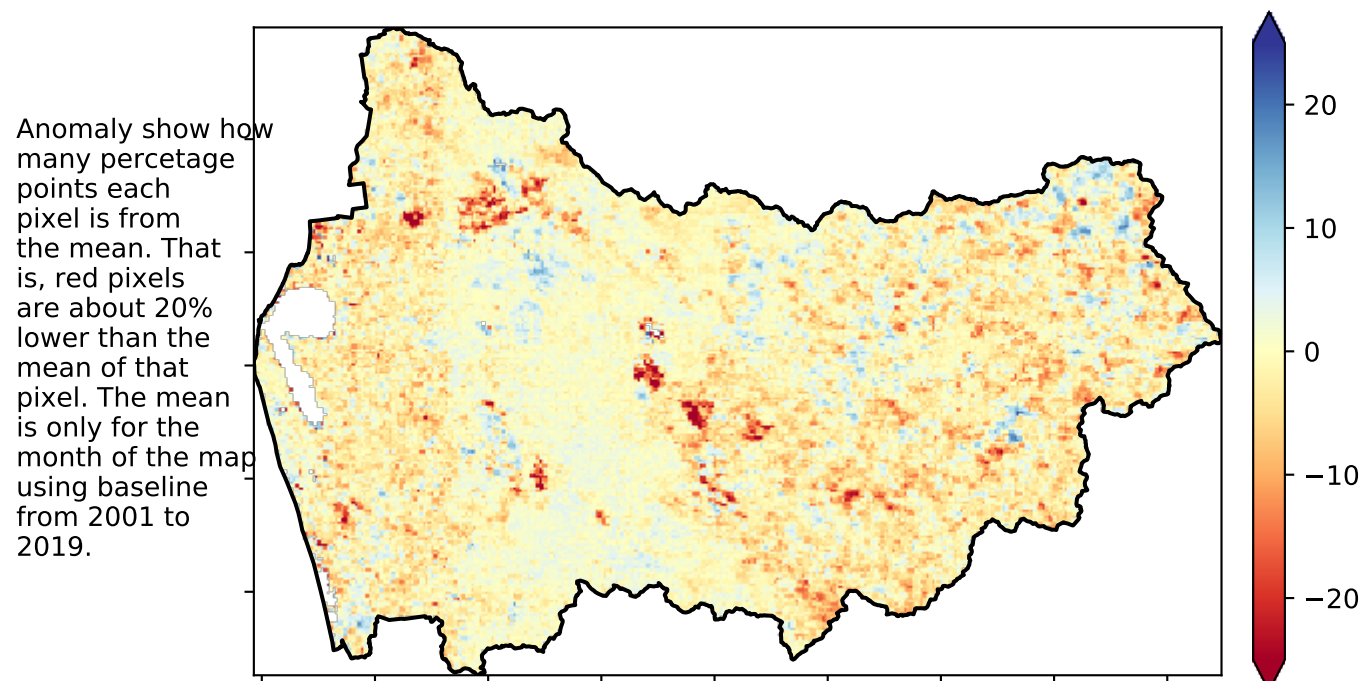 Anomaly show how
many percetage
points each
pixel is from
the mean. That
is, red pixels
are about 20%
lower than the
mean of that
pixel. The mean
is only for the
month of the map
using baseline
from 2001 to
2019.
20
10
0
−10
−20